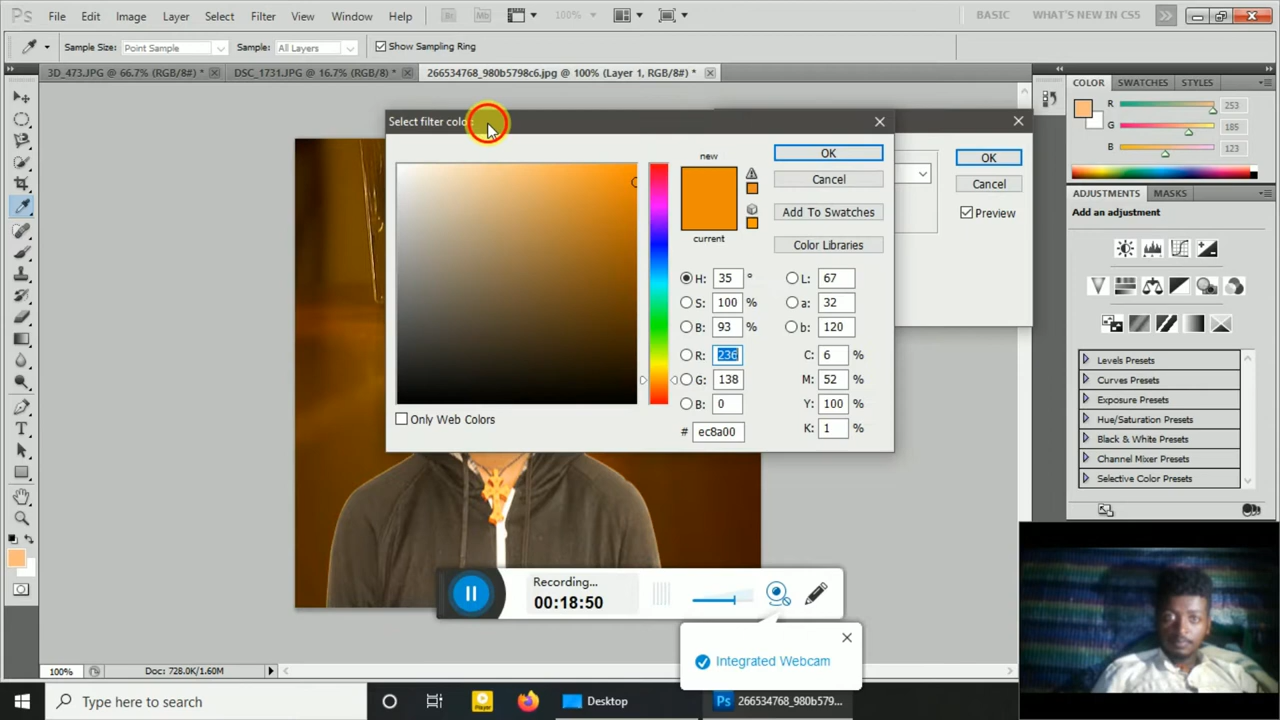 Ps File Edit Image Layer Select Filter View Window Help Br Mb 100% BASIC WHAT'S NEW IN CS5
Sample Size: Point Sample Sample: All Layers Show Sampling Ring
3D_473.JPG @ 66.7% (RGB/8#) * DSC_1731.JPG @ 16.7% (RGB/8) * 266534768_980b5798c6.jpg @ 100% (Layer 1, RGB/8#) *
COLOR SWATCHES STYLES
R 253
G 185
B 123
Select filter color:
new
current
OK
Cancel
Add To Swatches
Color Libraries
H: 35 °
S: 100 %
B: 93 %
R: 236
G: 138
B: 0
# ec8a00
L: 67
a: 32
b: 120
C: 6 %
M: 52 %
Y: 100 %
K: 1 %
Only Web Colors
OK
Cancel
Preview
ADJUSTMENTS MASKS
Add an adjustment
Levels Presets
Curves Presets
Exposure Presets
Hue/Saturation Presets
Black & White Presets
Channel Mixer Presets
Selective Color Presets
T
Recording...
00:18:50
Integrated Webcam
100% Doc: 728.0K/1.60M
Type here to search Player Desktop Ps 266534768_980b579...